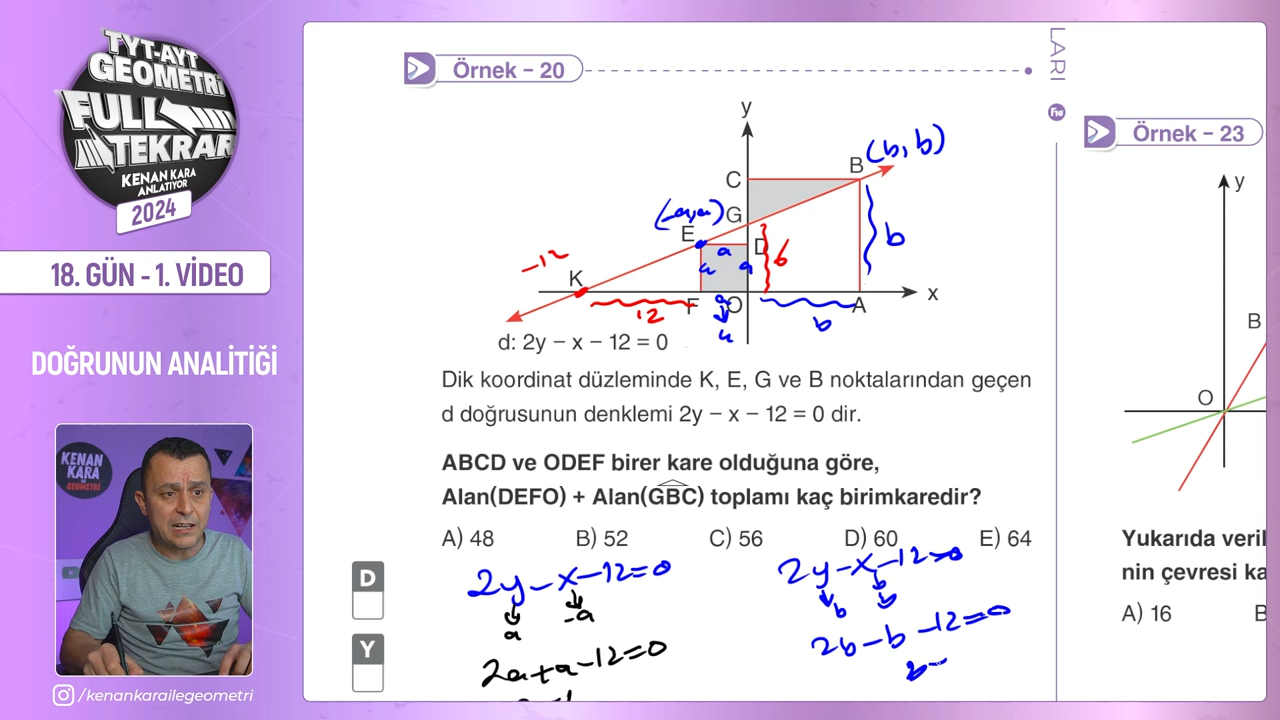 TYT-AYT
GEOMETRİ
FULL
TEKRAR
KENAN KARA
ANLATIYOR
2024
18. GÜN - 1. VİDEO
DOĞRUNUN ANALİTİĞİ
KENAN
KARA
GEOMETRİ
/kenankarailegeometri
Örnek – 20
y
C
B
(b, b)
G
(-a,a)
E
D
a
a
a
6
b
-12
K
F
O
A
x
12
a
a
b
d: 2y – x – 12 = 0
Dik koordinat düzleminde K, E, G ve B noktalarından geçen
d doğrusunun denklemi 2y – x – 12 = 0 dir.
ABCD ve ODEF birer kare olduğuna göre,
Alan(DEFO) + Alan(GBC) toplamı kaç birimkaredir?
A) 48 B) 52 C) 56 D) 60 E) 64
D
Y
2y-x-12=0
a -a
2a+a-12=0
2y-x-12=0
b b
b
2b-b-12=0
b=
LARI
Örnek – 23
y
B
O
Yukarıda veril
nin çevresi ka
A) 16 B